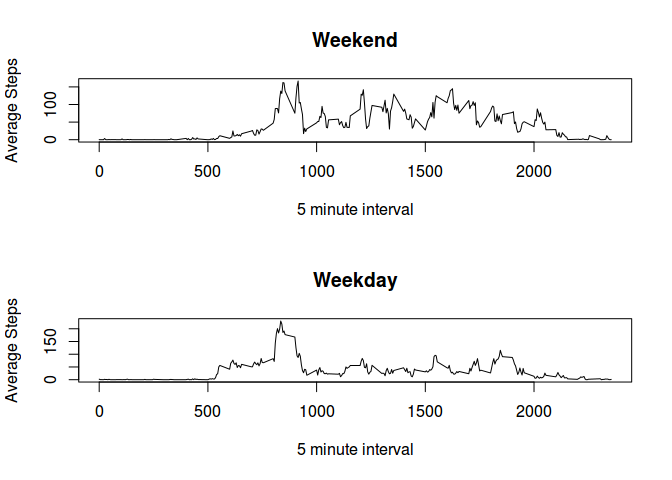 Weekend
Average Steps
100
0
0 500 1000 1500 2000
5 minute interval
Weekday
Average Steps
150
0
0 500 1000 1500 2000
5 minute interval